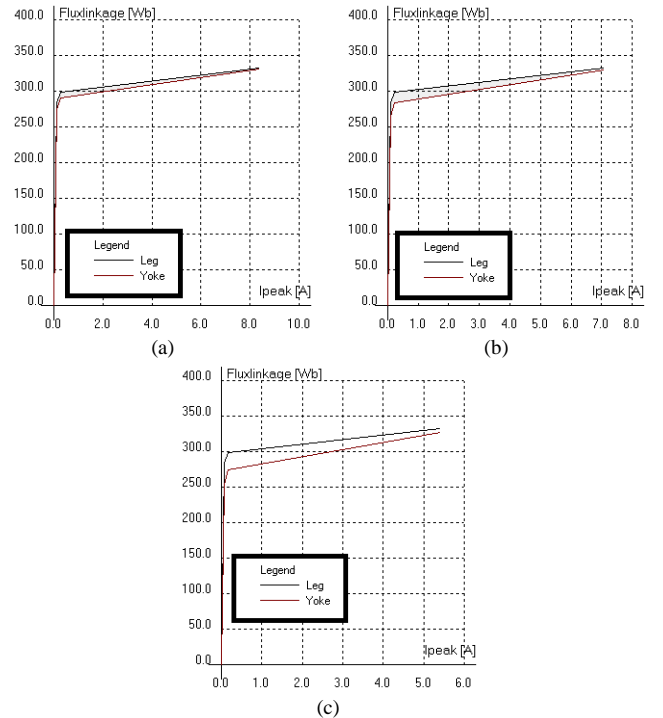 Fluxlinkage [Wb]
400.0
350.0
300.0
250.0
200.0
150.0
100.0
50.0
0.0
Legend
Leg
Yoke
Ipeak [A]
0.0 2.0 4.0 6.0 8.0 10.0
(a)
Fluxlinkage [Wb]
400.0
350.0
300.0
250.0
200.0
150.0
100.0
50.0
0.0
Legend
Leg
Yoke
Ipeak [A]
0.0 1.0 2.0 3.0 4.0 5.0 6.0 7.0 8.0
(b)
Fluxlinkage [Wb]
400.0
350.0
300.0
250.0
200.0
150.0
100.0
50.0
0.0
Legend
Leg
Yoke
Ipeak [A]
0.0 1.0 2.0 3.0 4.0 5.0 6.0
(c)